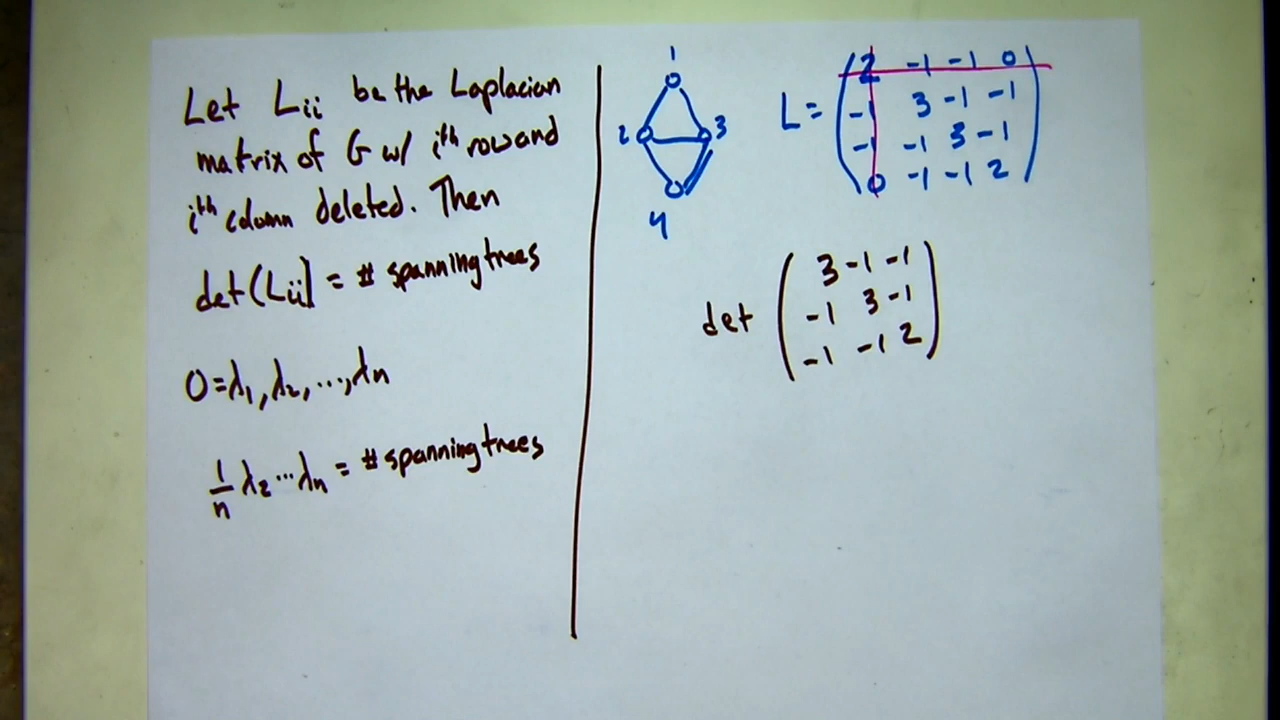 Let Lii be the Laplacian
matrix of G w/ ith row and
ith column deleted. Then
det(Lii) = # spanning trees
0=λ1, λ2, ..., λn
1/n λ2 ... λn = # spanning trees
1
2 3
4
L = ( 2 -1 -1 0
-1 3 -1 -1
-1 -1 3 -1
0 -1 -1 2 )
det ( 3 -1 -1
-1 3 -1
-1 -1 2 )